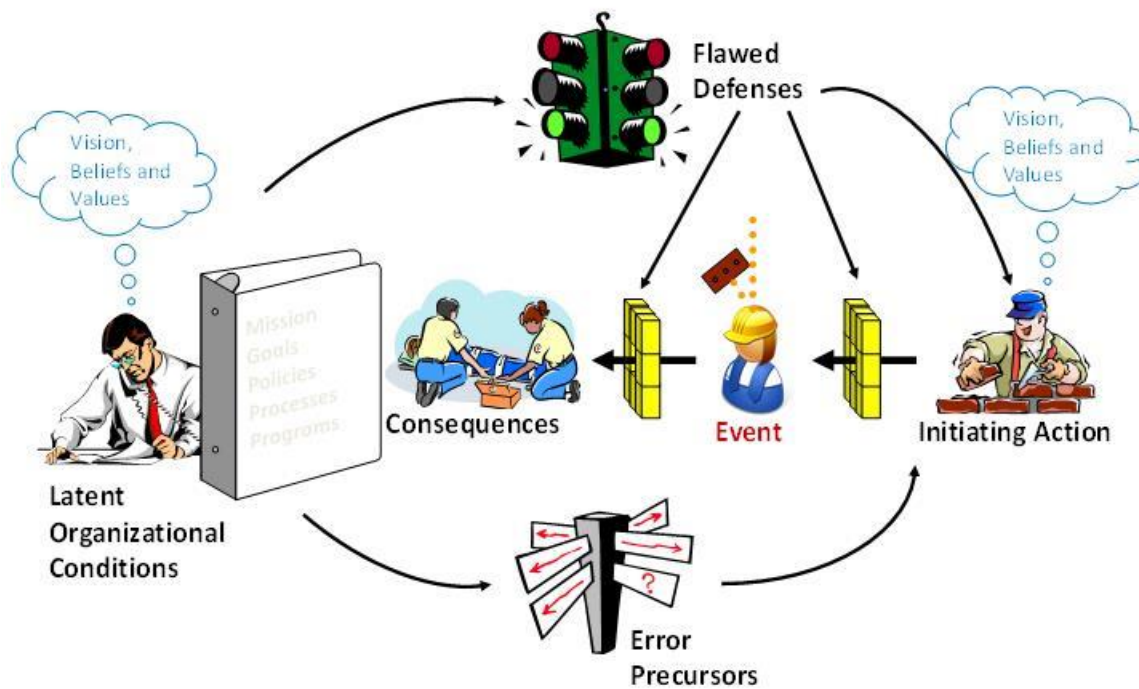 Flawed
Defenses
Vision,
Beliefs and
Values
Vision,
Beliefs and
Values
Mission
Goals
Policies
Processes
Programs
Consequences
Event
Initiating Action
Latent
Organizational
Conditions
?
Error
Precursors